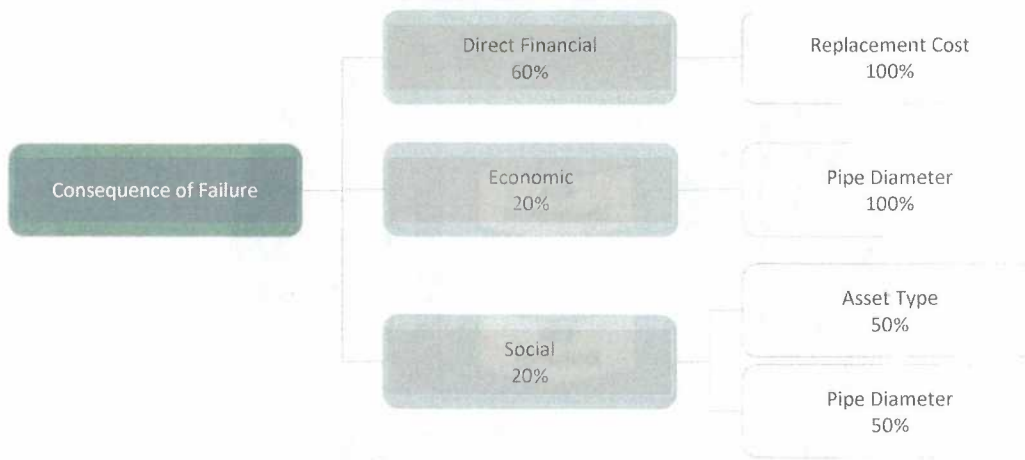 Consequence of Failure
Direct Financial
60%
Replacement Cost
100%
Economic
20%
Pipe Diameter
100%
Social
20%
Asset Type
50%
Pipe Diameter
50%